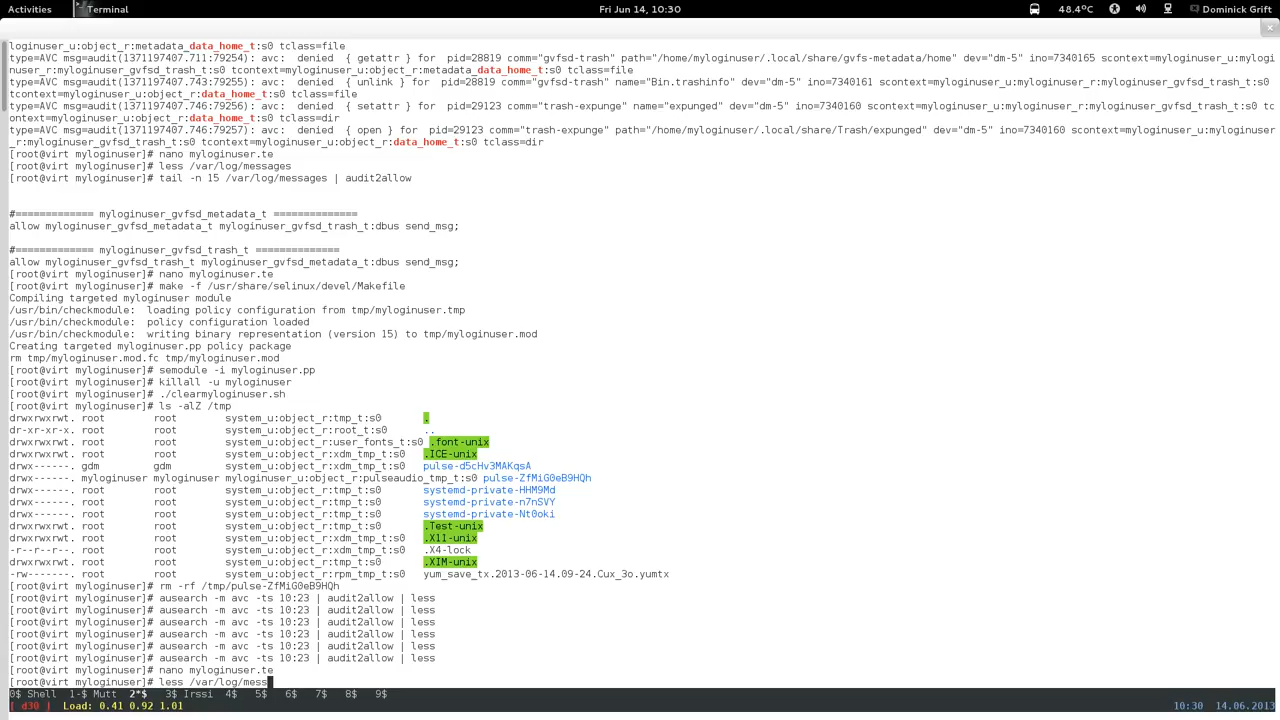 Activities Terminal Fri Jun 14, 10:30 48.4°C Dominick Grift
loginuser_u:object_r:metadata_data_home_t:s0 tclass=file
type=AVC msg=audit(1371197407.711:79254): avc:  denied  { getattr } for  pid=28819 comm="gvfsd-trash" path="/home/myloginuser/.local/share/gvfs-metadata/home" dev="dm-5" ino=7340165 scontext=myloginuser_u:mylogi
nuser_r:myloginuser_gvfsd_trash_t:s0 tcontext=myloginuser_u:object_r:metadata_data_home_t:s0 tclass=file
type=AVC msg=audit(1371197407.743:79255): avc:  denied  { unlink } for  pid=28819 comm="gvfsd-trash" name="Bin.trashinfo" dev="dm-5" ino=7340161 scontext=myloginuser_u:myloginuser_r:myloginuser_gvfsd_trash_t:s0
tcontext=myloginuser_u:object_r:data_home_t:s0 tclass=file
type=AVC msg=audit(1371197407.746:79256): avc:  denied  { setattr } for  pid=29123 comm="trash-expunge" name="expunged" dev="dm-5" ino=7340160 scontext=myloginuser_u:myloginuser_r:myloginuser_gvfsd_trash_t:s0 tc
ontext=myloginuser_u:object_r:data_home_t:s0 tclass=dir
type=AVC msg=audit(1371197407.746:79257): avc:  denied  { open } for  pid=29123 comm="trash-expunge" path="/home/myloginuser/.local/share/Trash/expunged" dev="dm-5" ino=7340160 scontext=myloginuser_u:myloginuser
_r:myloginuser_gvfsd_trash_t:s0 tcontext=myloginuser_u:object_r:data_home_t:s0 tclass=dir
[root@virt myloginuser]# nano myloginuser.te
[root@virt myloginuser]# less /var/log/messages
[root@virt myloginuser]# tail -n 15 /var/log/messages | audit2allow
#============= myloginuser_gvfsd_metadata_t ==============
allow myloginuser_gvfsd_metadata_t myloginuser_gvfsd_trash_t:dbus send_msg;
#============= myloginuser_gvfsd_trash_t ==============
allow myloginuser_gvfsd_trash_t myloginuser_gvfsd_metadata_t:dbus send_msg;
[root@virt myloginuser]# nano myloginuser.te
[root@virt myloginuser]# make -f /usr/share/selinux/devel/Makefile
Compiling targeted myloginuser module
/usr/bin/checkmodule:  loading policy configuration from tmp/myloginuser.tmp
/usr/bin/checkmodule:  policy configuration loaded
/usr/bin/checkmodule:  writing binary representation (version 15) to tmp/myloginuser.mod
Creating targeted myloginuser.pp policy package
rm tmp/myloginuser.mod.fc tmp/myloginuser.mod
[root@virt myloginuser]# semodule -i myloginuser.pp
[root@virt myloginuser]# killall -u myloginuser
[root@virt myloginuser]# ./clearmyloginuser.sh
[root@virt myloginuser]# ls -alZ /tmp
drwxrwxrwt. root root system_u:object_r:tmp_t:s0 .
dr-xr-xr-x. root root system_u:object_r:root_t:s0 ..
drwxrwxrwt. root root system_u:object_r:user_fonts_t:s0 .font-unix
drwxrwxrwt. root root system_u:object_r:xdm_tmp_t:s0 .ICE-unix
drwx------. gdm gdm system_u:object_r:xdm_tmp_t:s0 pulse-d5cHv3MAKqsA
drwx------. myloginuser myloginuser myloginuser_u:object_r:pulseaudio_tmp_t:s0 pulse-ZfMiG0eB9HQh
drwx------. root root system_u:object_r:tmp_t:s0 systemd-private-HHM9Md
drwx------. root root system_u:object_r:tmp_t:s0 systemd-private-n7nSVY
drwx------. root root system_u:object_r:tmp_t:s0 systemd-private-Nt0oki
drwxrwxrwt. root root system_u:object_r:tmp_t:s0 .Test-unix
drwxrwxrwt. root root system_u:object_r:xdm_tmp_t:s0 .X11-unix
-r--r--r--. root root system_u:object_r:xdm_tmp_t:s0 .X4-lock
drwxrwxrwt. root root system_u:object_r:tmp_t:s0 .XIM-unix
-rw-------. root root system_u:object_r:rpm_tmp_t:s0 yum_save_tx.2013-06-14.09-24.Cux_3o.yumtx
[root@virt myloginuser]# rm -rf /tmp/pulse-ZfMiG0eB9HQh
[root@virt myloginuser]# ausearch -m avc -ts 10:23 | audit2allow | less
[root@virt myloginuser]# ausearch -m avc -ts 10:23 | audit2allow | less
[root@virt myloginuser]# ausearch -m avc -ts 10:23 | audit2allow | less
[root@virt myloginuser]# ausearch -m avc -ts 10:23 | audit2allow | less
[root@virt myloginuser]# ausearch -m avc -ts 10:23 | audit2allow | less
[root@virt myloginuser]# ausearch -m avc -ts 10:23 | audit2allow | less
[root@virt myloginuser]# nano myloginuser.te
[root@virt myloginuser]# less /var/log/mess
0$ Shell  1-$ Mutt  2*$  3$ Irssi  4$  5$  6$  7$  8$  9$
[ d30 ]  Load: 0.41 0.92 1.01 10:30 14.06.2013